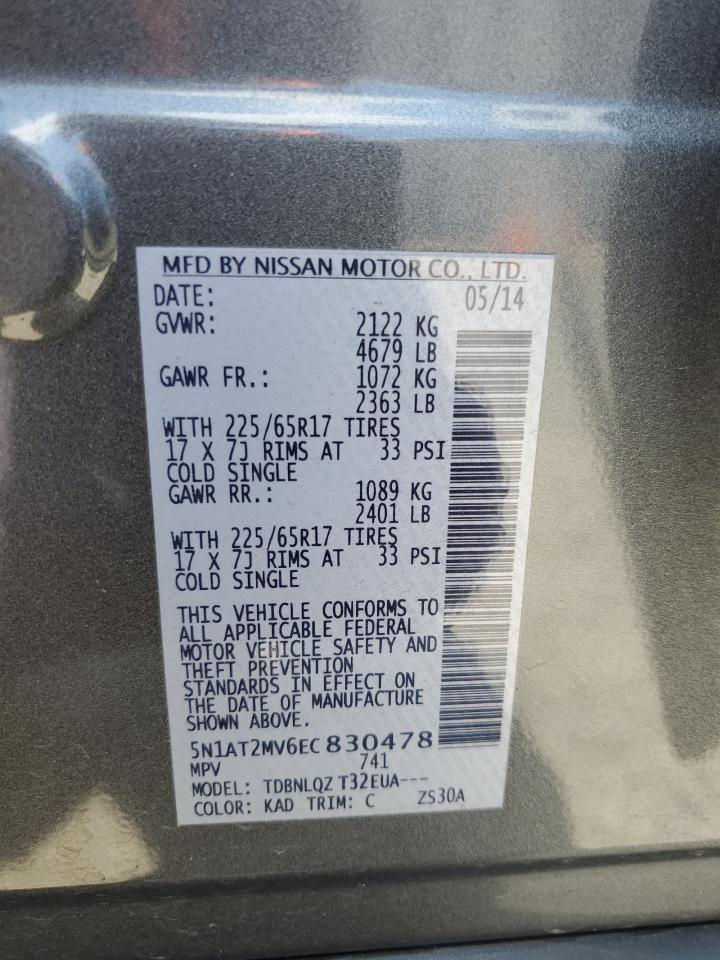 MFD BY NISSAN MOTOR CO., LTD.
DATE: 05/14
GVWR: 2122 KG
4679 LB
GAWR FR.: 1072 KG
2363 LB
WITH 225/65R17 TIRES
17 X 7J RIMS AT 33 PSI
COLD SINGLE
GAWR RR.: 1089 KG
2401 LB
WITH 225/65R17 TIRES
17 X 7J RIMS AT 33 PSI
COLD SINGLE
THIS VEHICLE CONFORMS TO
ALL APPLICABLE FEDERAL
MOTOR VEHICLE SAFETY AND
THEFT PREVENTION
STANDARDS IN EFFECT ON
THE DATE OF MANUFACTURE
SHOWN ABOVE.
5N1AT2MV6EC830478
MPV 741
MODEL: TDBNLQZ T32EUA---
COLOR: KAD TRIM: C ZS30A